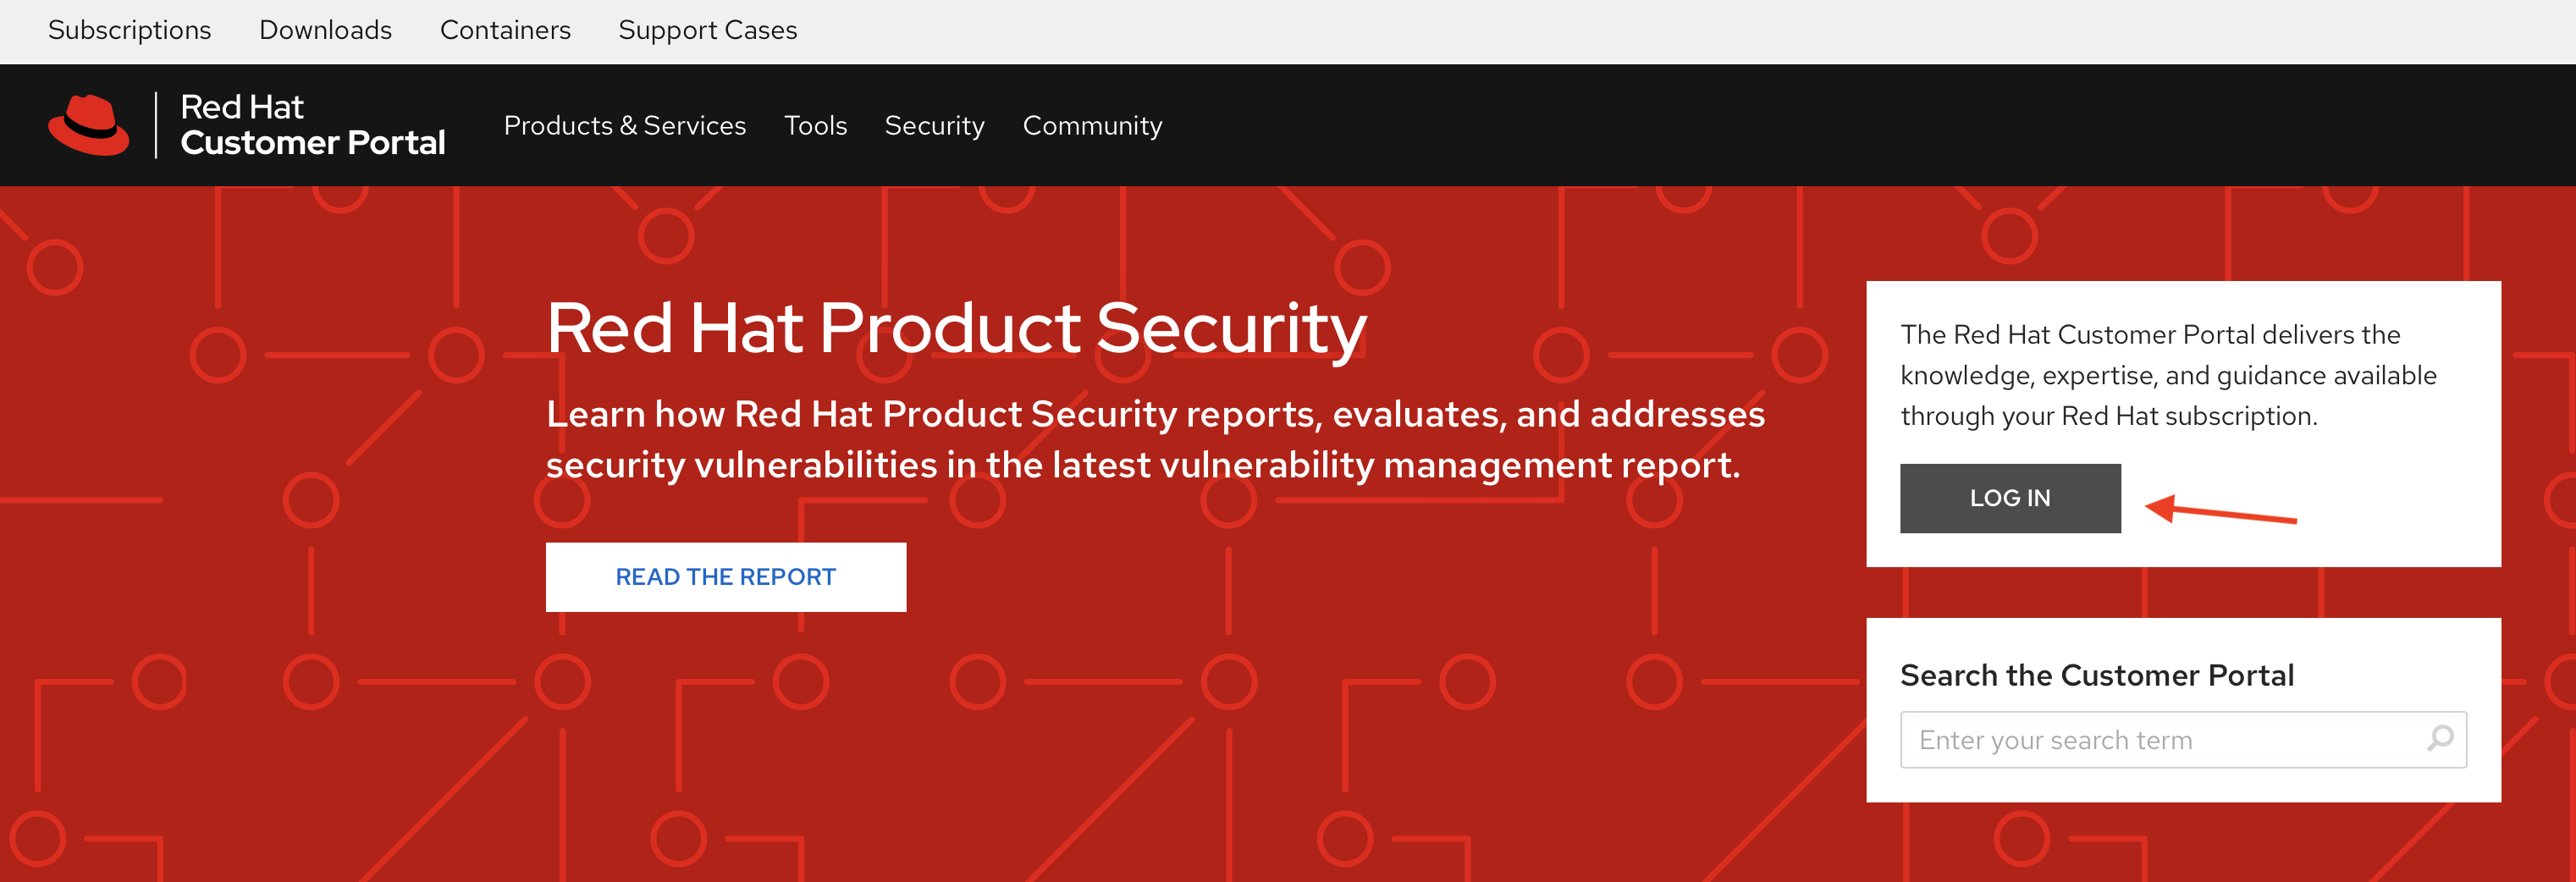 Subscriptions Downloads Containers Support Cases
Red Hat
Customer Portal
Products & Services Tools Security Community
Red Hat Product Security
Learn how Red Hat Product Security reports, evaluates, and addresses
security vulnerabilities in the latest vulnerability management report.
READ THE REPORT
The Red Hat Customer Portal delivers the
knowledge, expertise, and guidance available
through your Red Hat subscription.
LOG IN
Search the Customer Portal
Enter your search term